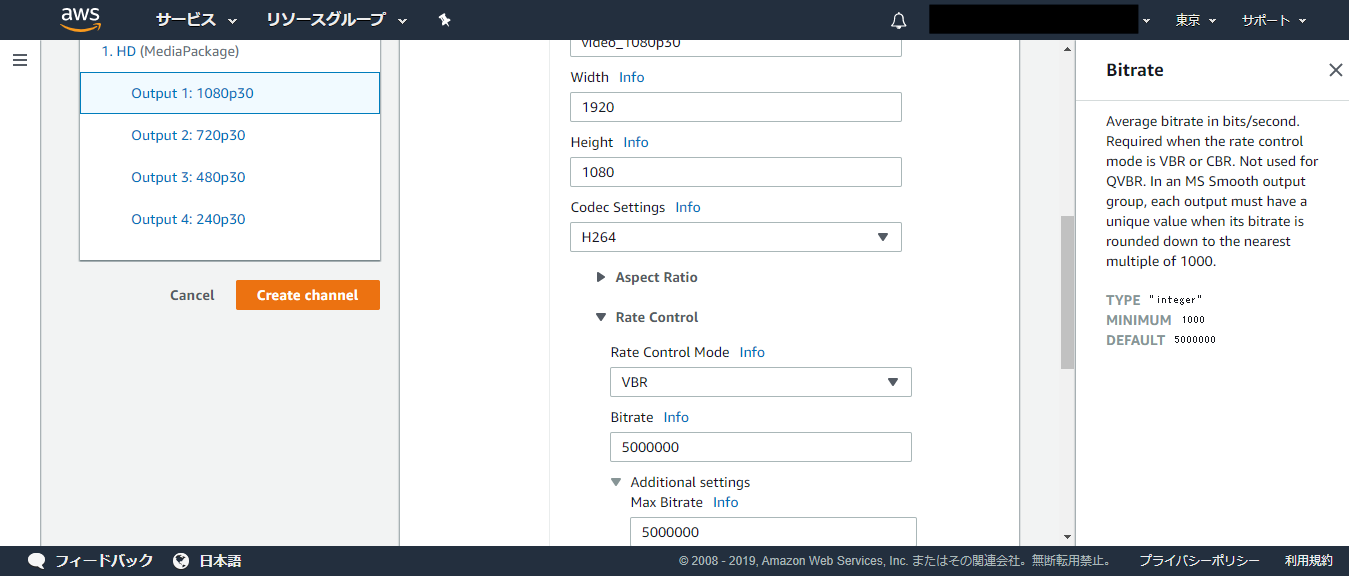 aws サービス リソースグループ 東京 サポート
1. HD (MediaPackage)
Output 1: 1080p30
Output 2: 720p30
Output 3: 480p30
Output 4: 240p30
Cancel Create channel
video_1080p30
Width Info
1920
Height Info
1080
Codec Settings Info
H264
Aspect Ratio
Rate Control
Rate Control Mode Info
VBR
Bitrate Info
5000000
Additional settings
Max Bitrate Info
5000000
Bitrate
Average bitrate in bits/second.
Required when the rate control
mode is VBR or CBR. Not used for
QVBR. In an MS Smooth output
group, each output must have a
unique value when its bitrate is
rounded down to the nearest
multiple of 1000.
TYPE "integer"
MINIMUM 1000
DEFAULT 5000000
フィードバック 日本語 © 2008 - 2019, Amazon Web Services, Inc. またはその関連会社。無断転用禁止。 プライバシーポリシー 利用規約